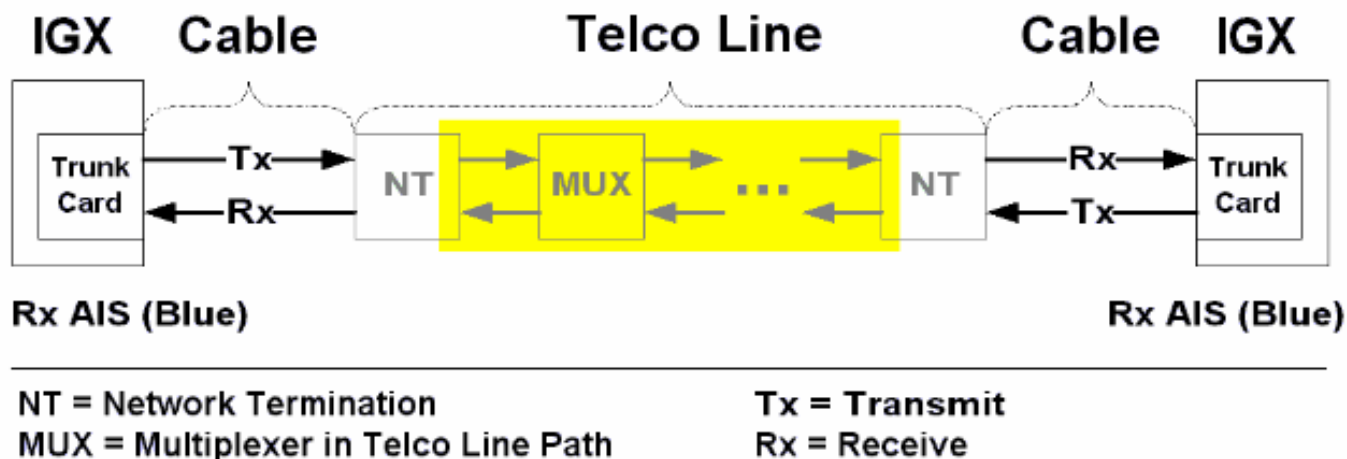 IGX Cable Telco Line Cable IGX
Trunk Card
Tx
Rx
NT
MUX
...
NT
Rx
Tx
Trunk Card
Rx AIS (Blue) Rx AIS (Blue)
NT = Network Termination Tx = Transmit
MUX = Multiplexer in Telco Line Path Rx = Receive